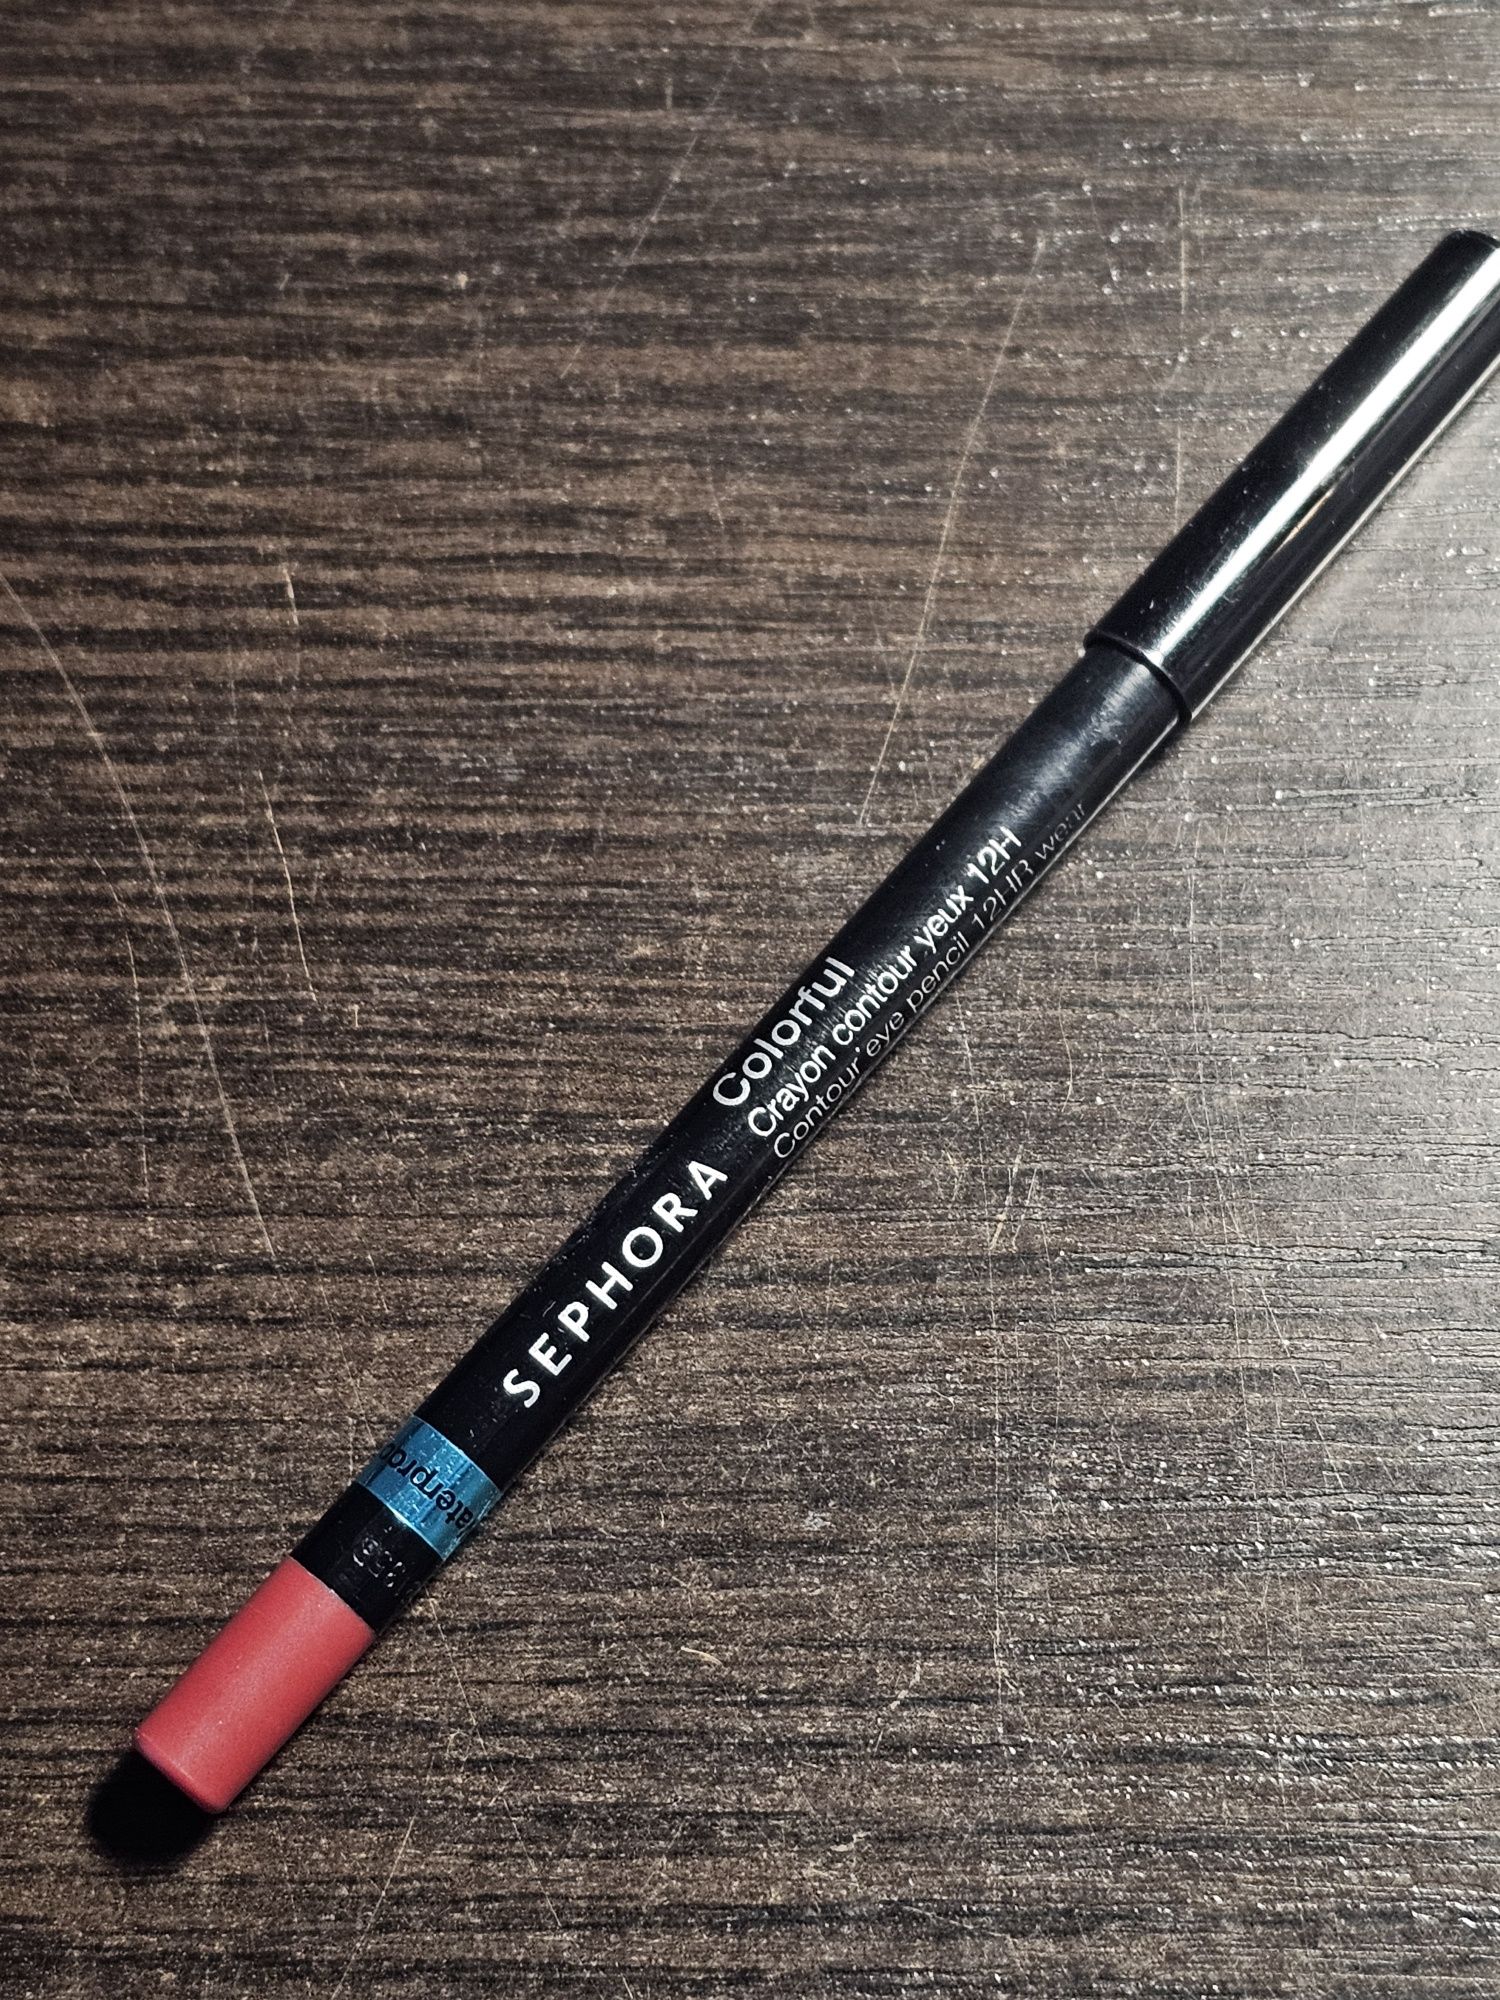 SEPHORA
Colorful
Crayon contour yeux 12H
Contour eye pencil 12HR wear